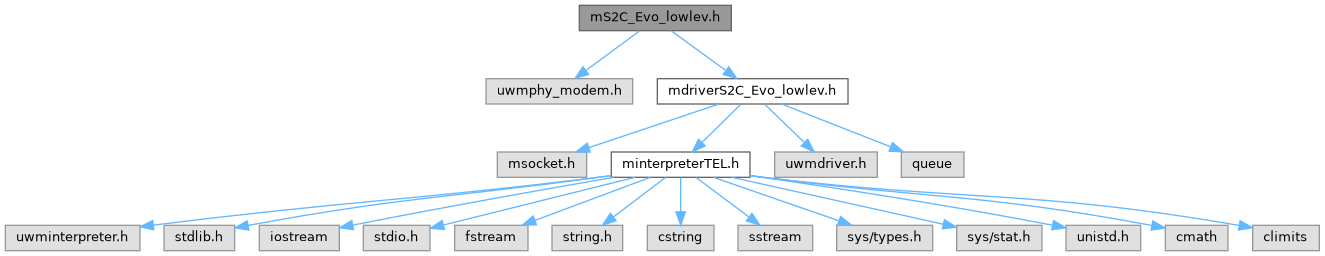 mS2C_Evo_lowlev.h
uwmphy_modem.h
mdriverS2C_Evo_lowlev.h
msocket.h
minterpreterTEL.h
uwmdriver.h
queue
uwminterpreter.h
stdlib.h
iostream
stdio.h
fstream
string.h
cstring
sstream
sys/types.h
sys/stat.h
unistd.h
cmath
climits